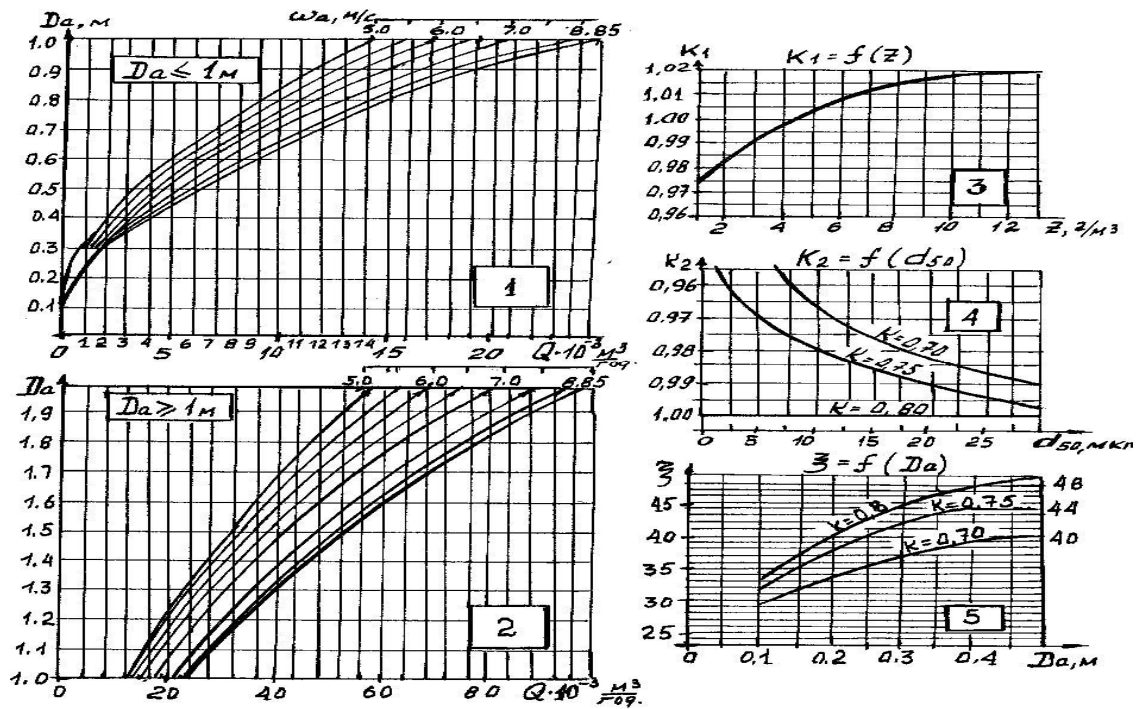 Da, м
ωa, м/с
5.0 6.0 7.0 8.85
1.0
0.9
0.8
0.7
0.6
0.5
0.4
0.3
0.2
0.1
Da ≤ 1м
1
0 1 2 3 4 5 6 7 8 9 10 11 12 13 14 15 20 Q·10⁻³ м³/год.
Da
5.0 6.0 7.0 8.85
1.9
1.8
1.7
1.6
1.5
1.4
1.3
1.2
1.1
1.0
Da ≥ 1м
2
0 20 40 60 80 Q·10⁻³ м³/год.
K1
K1 = f(z)
1,02
1,01
1.00
0.99
0.98
0.97
0,96
3
2 4 6 8 10 12 z, г/м³
K2
K2 = f(d50)
0,96
0,97
0,98
0,99
1.00
4
K=0,70
K=0,75
K = 0,80
0 5 10 15 20 25 d50, мкм
ξ
ξ = f(Da)
45
40
35
30
25
48
44
40
K=0,8
K=0,75
K=0,70
5
0,1 0.2 0.3 0.4 Da, м